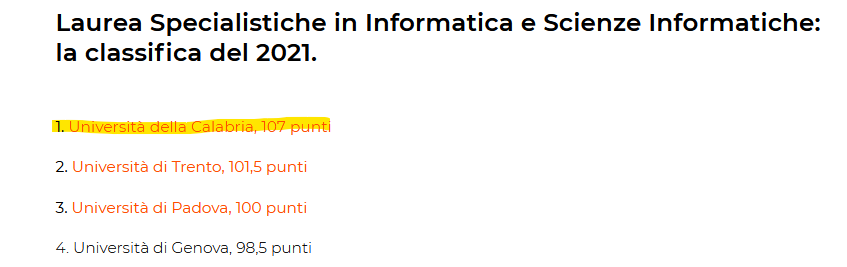 Laurea Specialistiche in Informatica e Scienze Informatiche:
la classifica del 2021.
1. Università della Calabria, 107 punti
2. Università di Trento, 101,5 punti
3. Università di Padova, 100 punti
4. Università di Genova, 98,5 punti